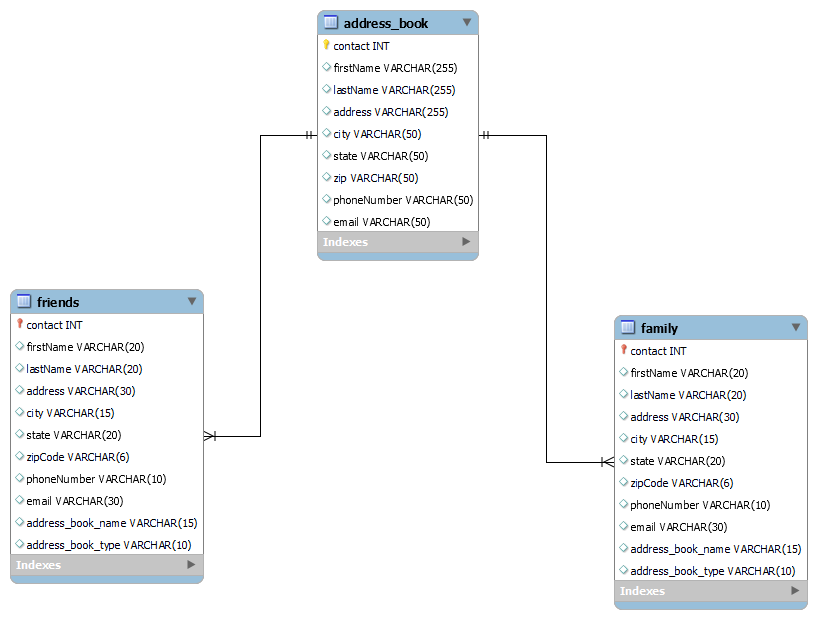 address_book
contact INT
firstName VARCHAR(255)
lastName VARCHAR(255)
address VARCHAR(255)
city VARCHAR(50)
state VARCHAR(50)
zip VARCHAR(50)
phoneNumber VARCHAR(50)
email VARCHAR(50)
Indexes
friends
contact INT
firstName VARCHAR(20)
lastName VARCHAR(20)
address VARCHAR(30)
city VARCHAR(15)
state VARCHAR(20)
zipCode VARCHAR(6)
phoneNumber VARCHAR(10)
email VARCHAR(30)
address_book_name VARCHAR(15)
address_book_type VARCHAR(10)
Indexes
family
contact INT
firstName VARCHAR(20)
lastName VARCHAR(20)
address VARCHAR(30)
city VARCHAR(15)
state VARCHAR(20)
zipCode VARCHAR(6)
phoneNumber VARCHAR(10)
email VARCHAR(30)
address_book_name VARCHAR(15)
address_book_type VARCHAR(10)
Indexes